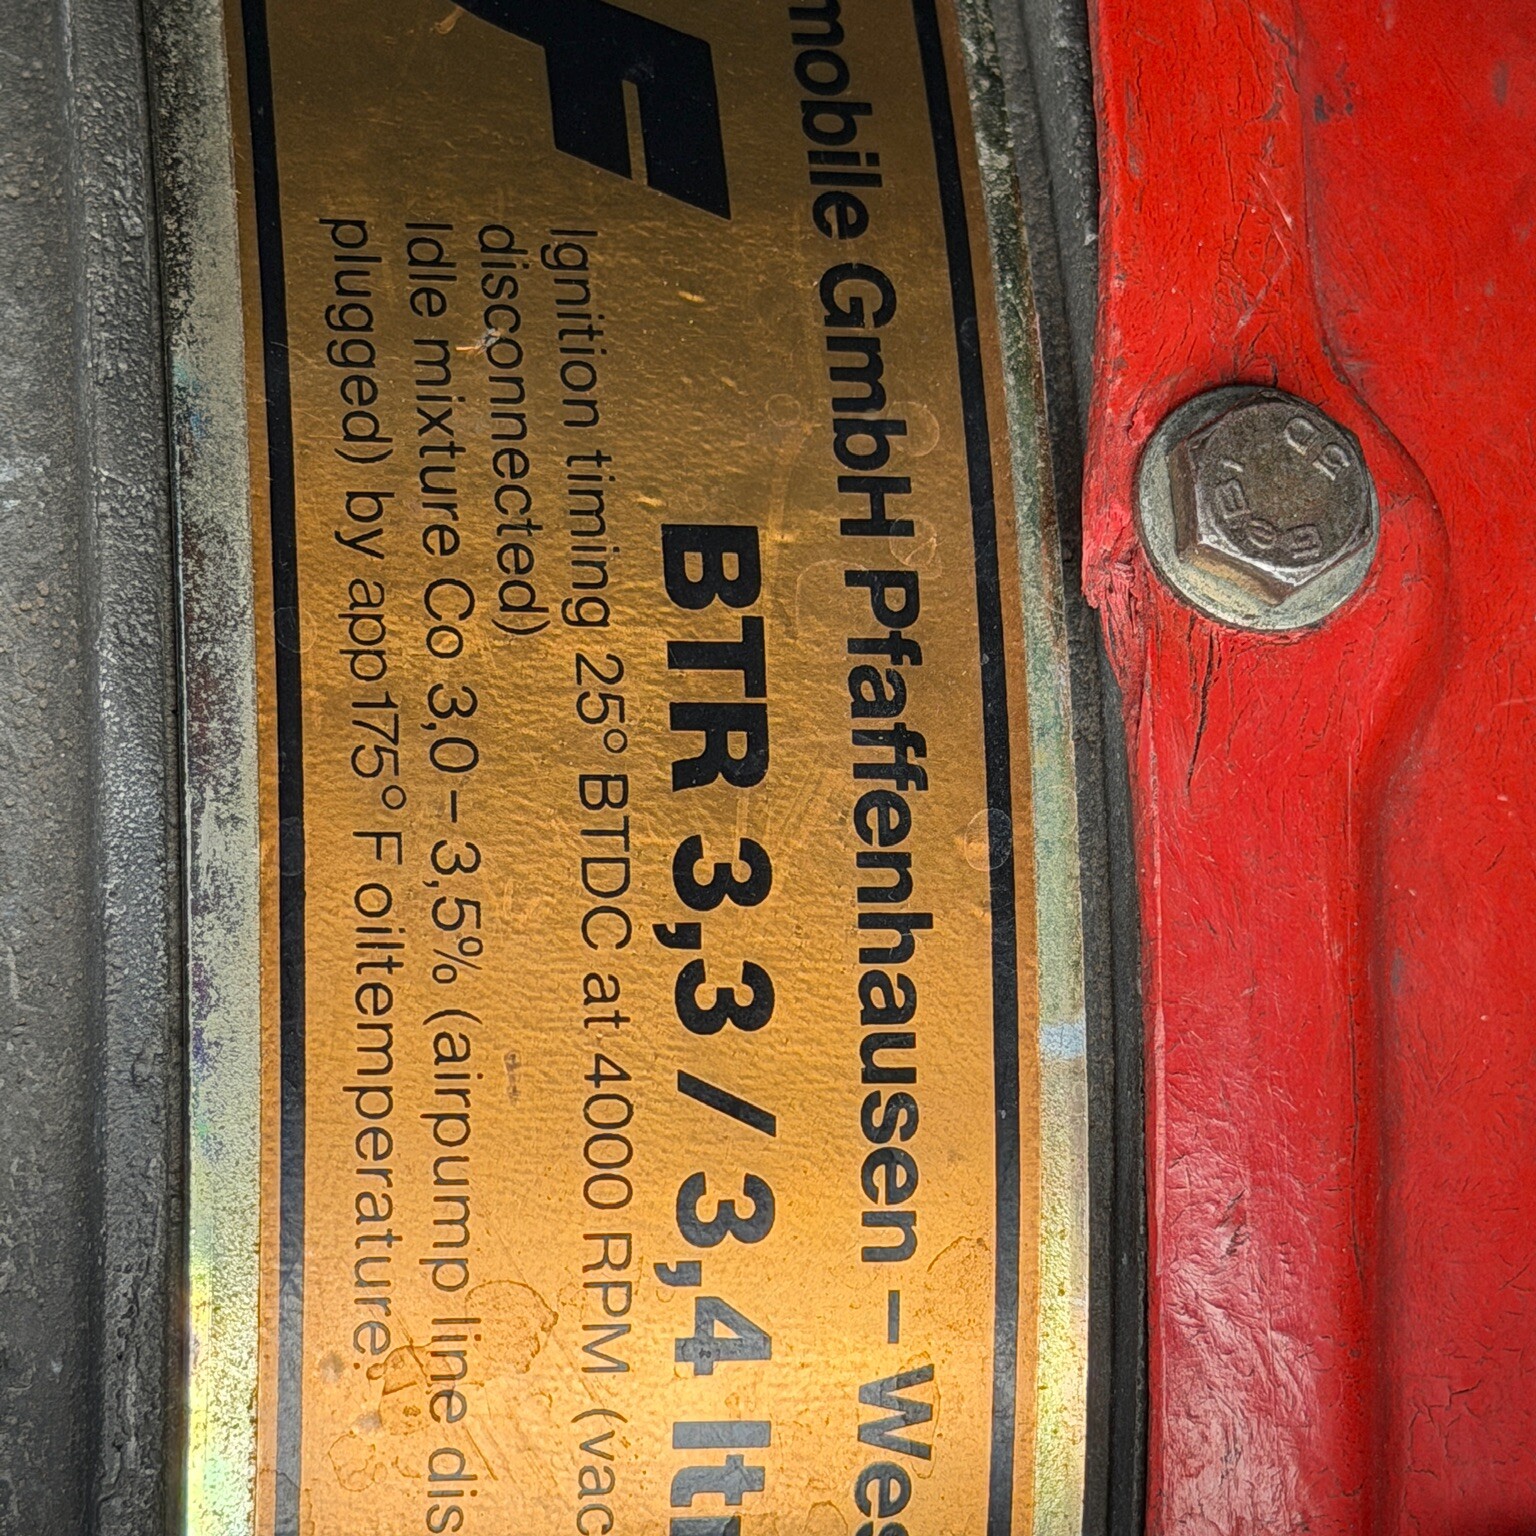 mobile GmbH Pfaffenhausen – Wes
BTR 3,3 / 3,4 lt
Ignition timing 25° BTDC at 4000 RPM (vac
disconnected)
Idle mixture Co 3,0 – 3,5% (airpump line dis
plugged) by app 175° F oiltemperature.
F